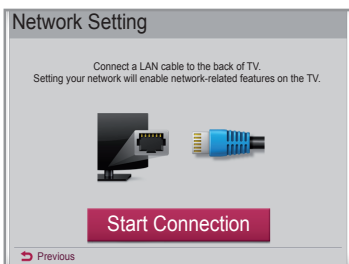 Network Setting
Connect a LAN cable to the back of TV.
Setting your network will enable network-related features on the TV.
Start Connection
Previous